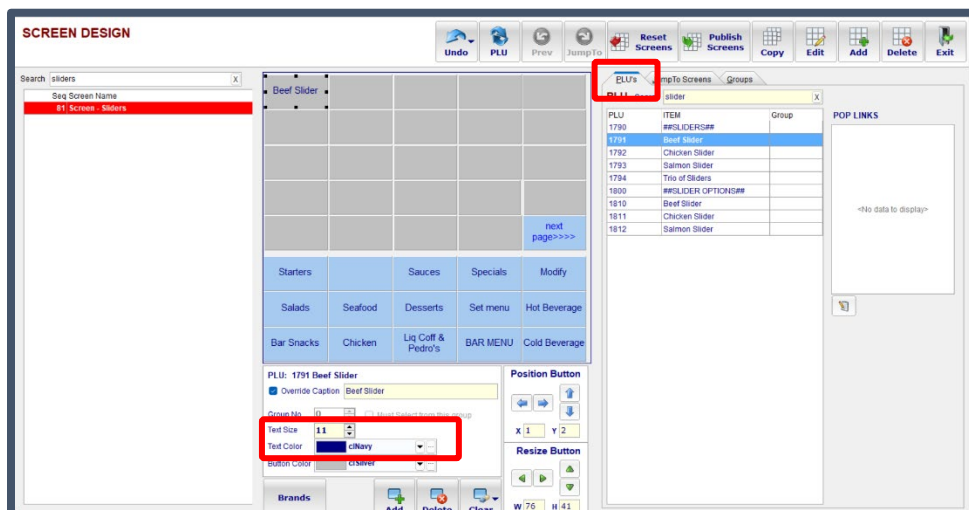 SCREEN DESIGN
Undo
PLU
Prev
JumpTo
Reset Screens
Publish Screens
Copy
Edit
Add
Delete
Exit
Search sliders X
Seq Screen Name
81 Screen - Sliders
Beef Slider
next
page>>>>
Starters Sauces Specials Modify
Salads Seafood Desserts Set menu Hot Beverage
Bar Snacks Chicken Liq Coff & Pedro's BAR MENU Cold Beverage
PLU: 1791 Beef Slider
Override Caption Beef Slider
Group No. 0 Must Select from this group
Text Size 11
Text Color clNavy
Button Color clSilver
Brands
Add
Delete
Clear
Position Button
X 1 Y 2
Resize Button
W 76 H 41
PLU's JumpTo Screens Groups
PLU slider X
PLU ITEM Group
1790 ##SLIDERS##
1791 Beef Slider
1792 Chicken Slider
1793 Salmon Slider
1794 Trio of Sliders
1800 ##SLIDER OPTIONS##
1810 Beef Slider
1811 Chicken Slider
1812 Salmon Slider
POP LINKS
<No data to display>